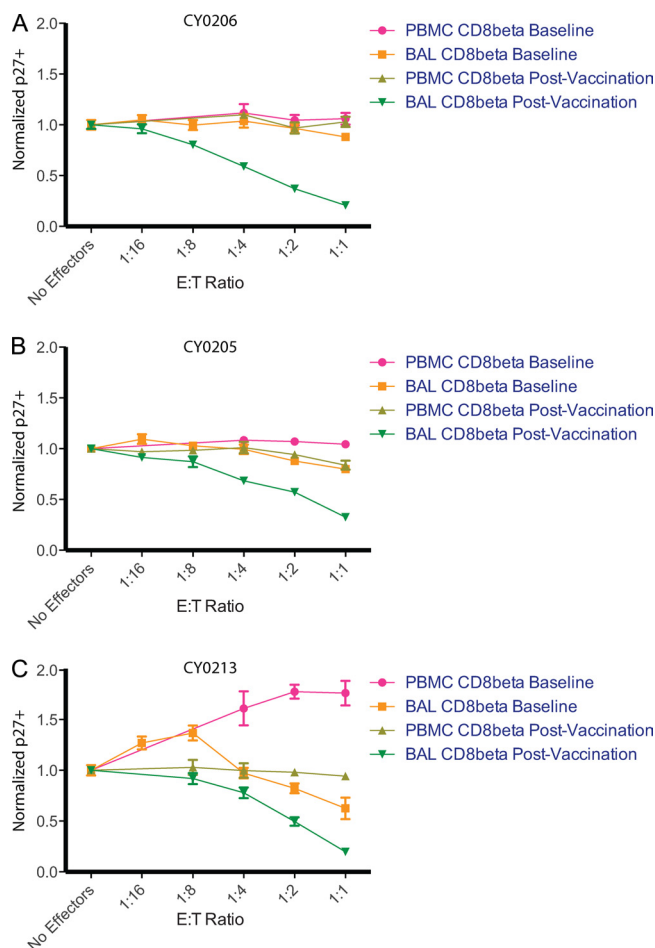 A
CY0206
Normalized p27+
2.0
1.5
1.0
0.5
0.0
No Effectors
1:16
1:8
1:4
1:2
1:1
E:T Ratio
PBMC CD8beta Baseline
BAL CD8beta Baseline
PBMC CD8beta Post-Vaccination
BAL CD8beta Post-Vaccination
B
CY0205
Normalized p27+
2.0
1.5
1.0
0.5
0.0
No Effectors
1:16
1:8
1:4
1:2
1:1
E:T Ratio
PBMC CD8beta Baseline
BAL CD8beta Baseline
PBMC CD8beta Post-Vaccination
BAL CD8beta Post-Vaccination
C
CY0213
Normalized p27+
2.0
1.5
1.0
0.5
0.0
No Effectors
1:16
1:8
1:4
1:2
1:1
E:T Ratio
PBMC CD8beta Baseline
BAL CD8beta Baseline
PBMC CD8beta Post-Vaccination
BAL CD8beta Post-Vaccination